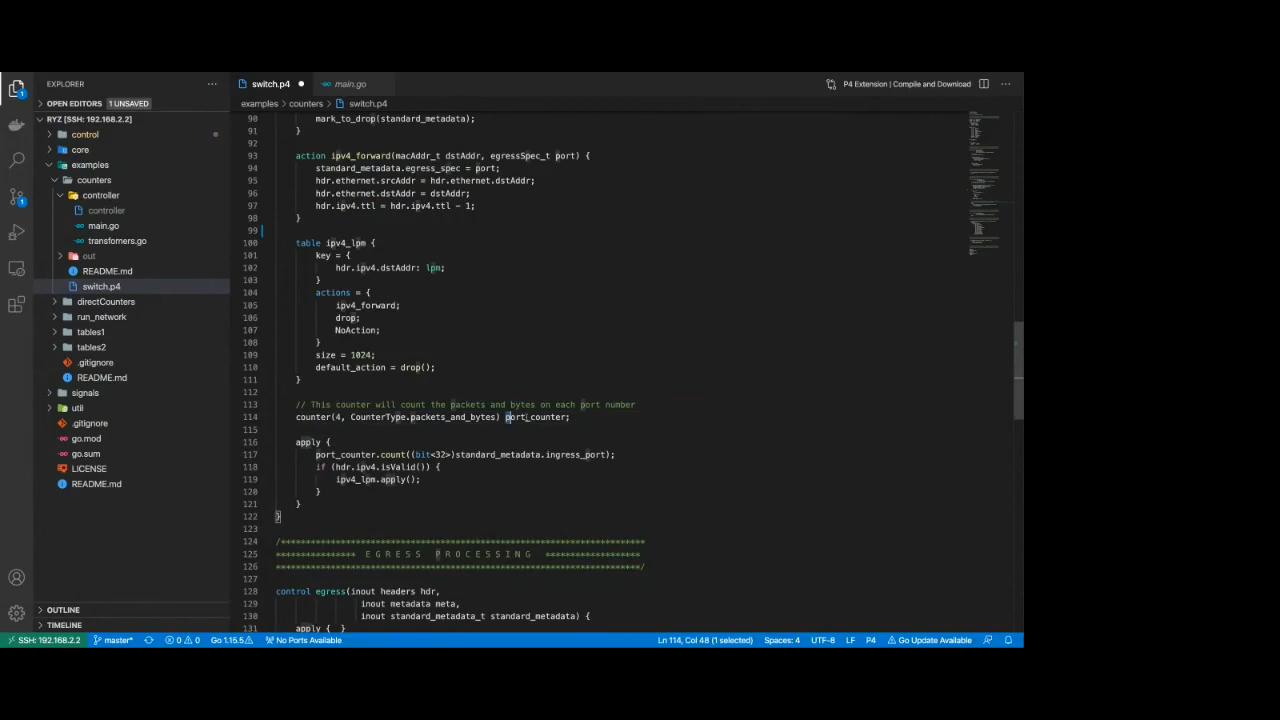 EXPLORER
OPEN EDITORS 1 UNSAVED
RYZ [SSH: 192.168.2.2]
control
core
examples
counters
controller
controller
main.go
transfomers.go
out
README.md
switch.p4
directCounters
run_network
tables1
tables2
.gitignore
README.md
signals
util
.gitignore
go.mod
go.sum
LICENSE
README.md
OUTLINE
TIMELINE
switch.p4 main.go P4 Extension | Compile and Download
examples > counters > switch.p4
90 mark_to_drop(standard_metadata);
91 }
92
93 action ipv4_forward(macAddr_t dstAddr, egressSpec_t port) {
94 standard_metadata.egress_spec = port;
95 hdr.ethernet.srcAddr = hdr.ethernet.dstAddr;
96 hdr.ethernet.dstAddr = dstAddr;
97 hdr.ipv4.ttl = hdr.ipv4.ttl - 1;
98 }
99
100 table ipv4_lpm {
101 key = {
102 hdr.ipv4.dstAddr: lpm;
103 }
104 actions = {
105 ipv4_forward;
106 drop;
107 NoAction;
108 }
109 size = 1024;
110 default_action = drop();
111 }
112
113 // This counter will count the packets and bytes on each port number
114 counter(4, CounterType.packets_and_bytes) port_counter;
115
116 apply {
117 port_counter.count((bit<32>)standard_metadata.ingress_port);
118 if (hdr.ipv4.isValid()) {
119 ipv4_lpm.apply();
120 }
121 }
122 }
123
124 /*************************************************************************
125 **************** E G R E S S P R O C E S S I N G *******************
126 *************************************************************************/
127
128 control egress(inout headers hdr,
129 inout metadata meta,
130 inout standard_metadata_t standard_metadata) {
131 apply { }
SSH: 192.168.2.2 master* 0 0 Go 1.15.5 No Ports Available Ln 114, Col 48 (1 selected) Spaces: 4 UTF-8 LF P4 Go Update Available